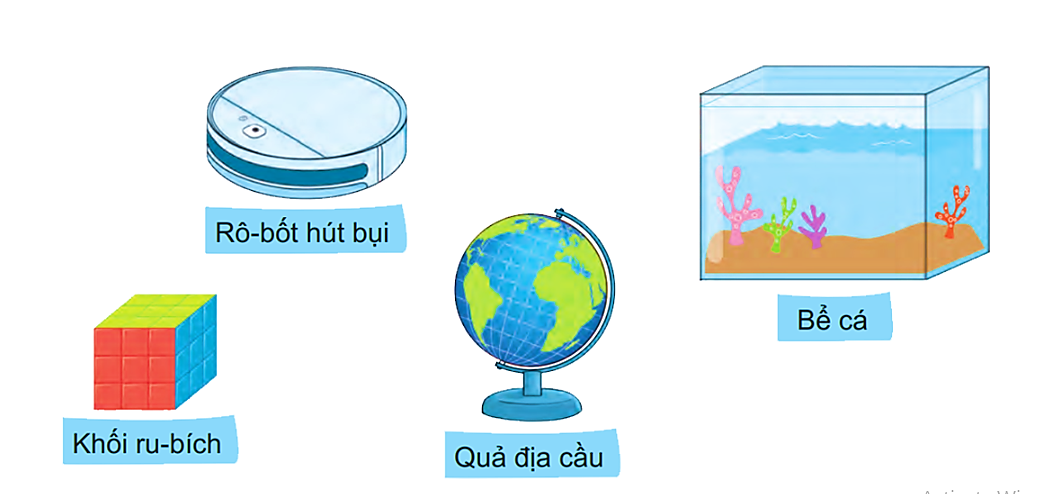 Rô-bốt hút bụi
Bể cá
Khối ru-bích
Quả địa cầu